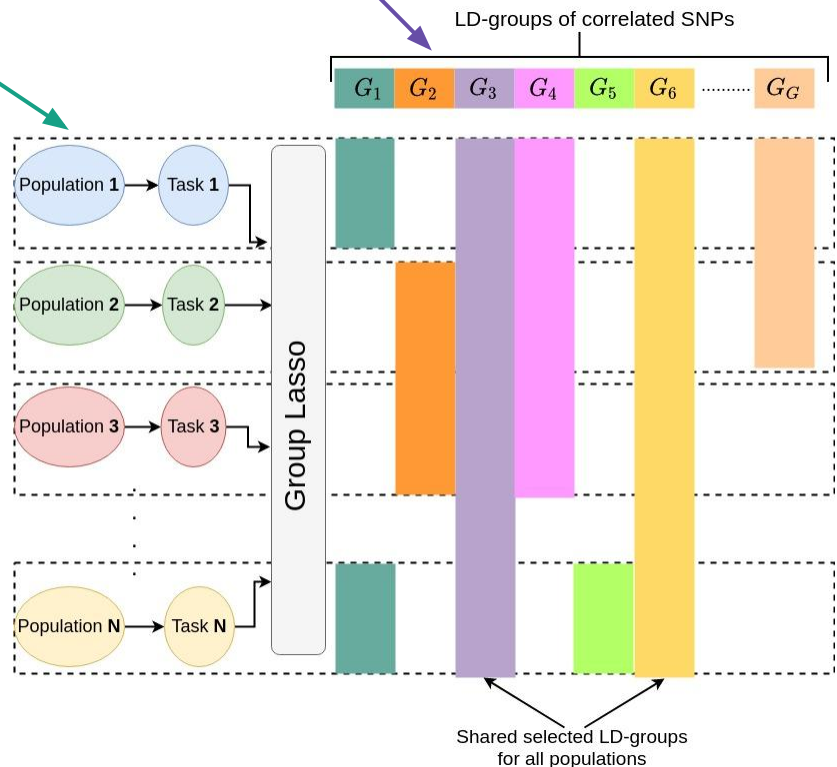 LD-groups of correlated SNPs
G1 G2 G3 G4 G5 G6 .......... GG
Population 1 Task 1
Population 2 Task 2
Population 3 Task 3
Population N Task N
Group Lasso
Shared selected LD-groups
for all populations